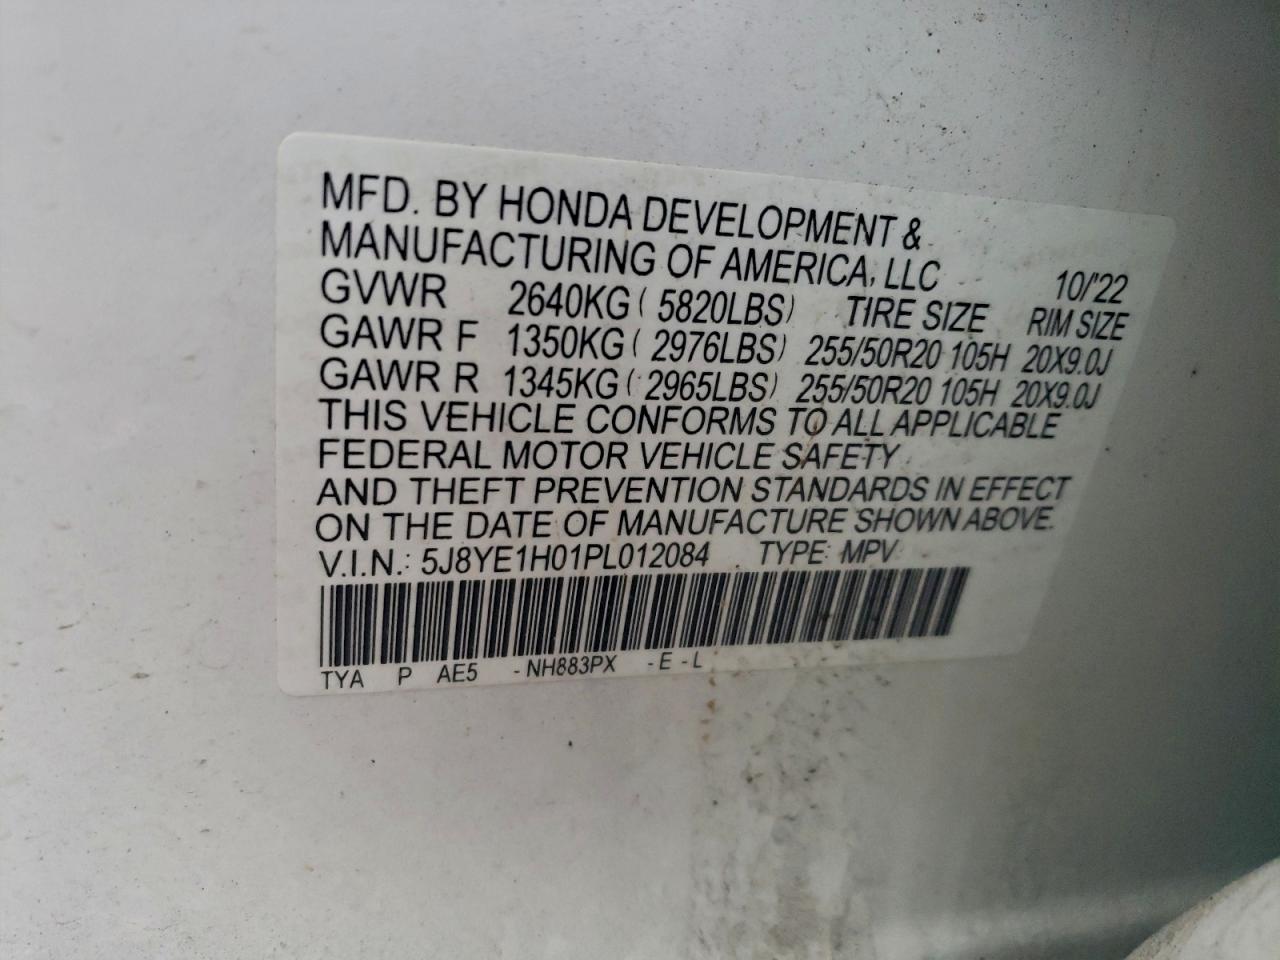 MFD. BY HONDA DEVELOPMENT &
MANUFACTURING OF AMERICA, LLC 10/'22
GVWR 2640KG ( 5820LBS) TIRE SIZE RIM SIZE
GAWR F 1350KG ( 2976LBS) 255/50R20 105H 20X9.0J
GAWR R 1345KG ( 2965LBS) 255/50R20 105H 20X9.0J
THIS VEHICLE CONFORMS TO ALL APPLICABLE
FEDERAL MOTOR VEHICLE SAFETY
AND THEFT PREVENTION STANDARDS IN EFFECT
ON THE DATE OF MANUFACTURE SHOWN ABOVE.
V.I.N.: 5J8YE1H01PL012084 TYPE: MPV
TYA P AE5 -NH883PX -E -L